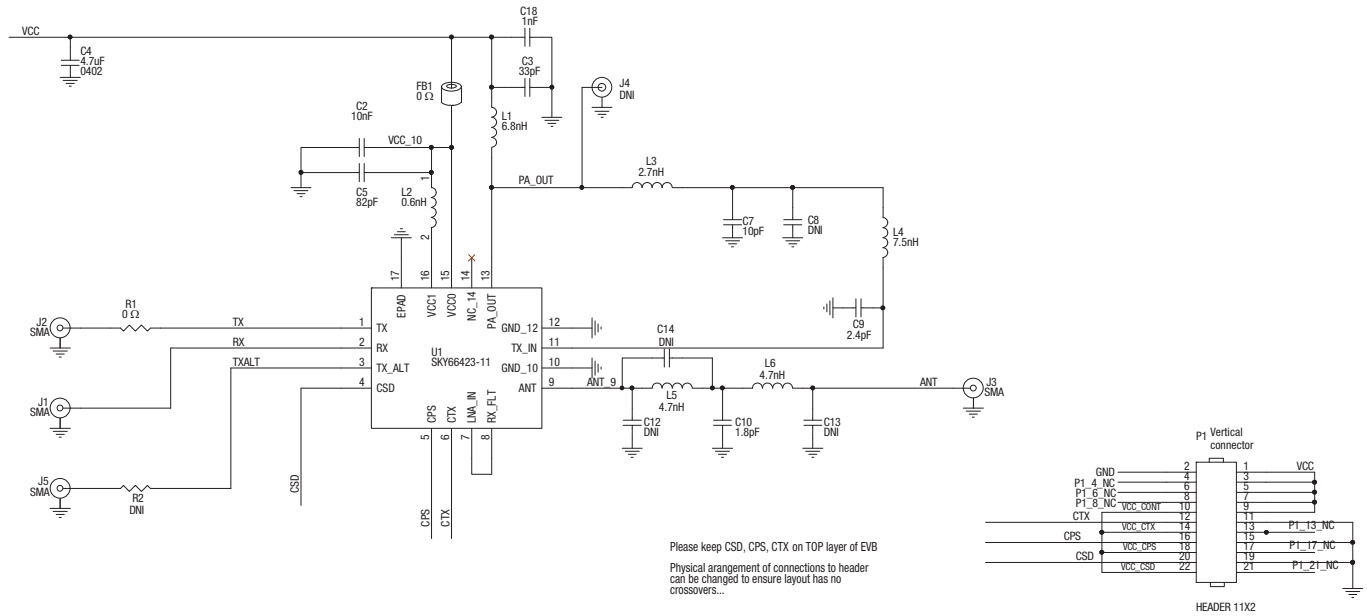 C18
1nF
VCC
C4
4.7uF
0402
C3
33pF
J4
DNI
FB1
0 Ω
C2
10nF
L1
6.8nH
VCC_10
L3
2.7nH
C5
82pF
1
L2
0.6nH
2
PA_OUT
C7
10pF
C8
DNI
L4
7.5nH
17
16
15
14
13
EPAD
VCC1
VCC0
NC_14
PA_OUT
R1
0 Ω
J2
SMA
TX
1
TX
GND_12
12
C9
2.4pF
RX
2
RX
U1
SKY66423-11
TX_IN
11
C14
DNI
TXALT
3
TX_ALT
GND_10
10
L6
4.7nH
4
CSD
ANT
9
ANT_9
L5
4.7nH
ANT
J3
SMA
J1
SMA
CPS
CTX
LNA_IN
RX_FLT
5
6
7
8
C12
DNI
C10
1.8pF
C13
DNI
J5
SMA
R2
DNI
CSD
CPS
CTX
P1 Vertical
connector
GND
2
1
VCC
4
3
P1_4_NC
6
5
P1_6_NC
8
7
P1_8_NC
VCC_CONT
10
9
CTX
12
11
VCC_CTX
14
13
P1_13_NC
CPS
16
15
VCC_CPS
18
17
P1_17_NC
CSD
20
19
VCC_CSD
22
21
P1_21_NC
HEADER 11X2
Please keep CSD, CPS, CTX on TOP layer of EVB
Physical arangement of connections to header
can be changed to ensure layout has no
crossovers...